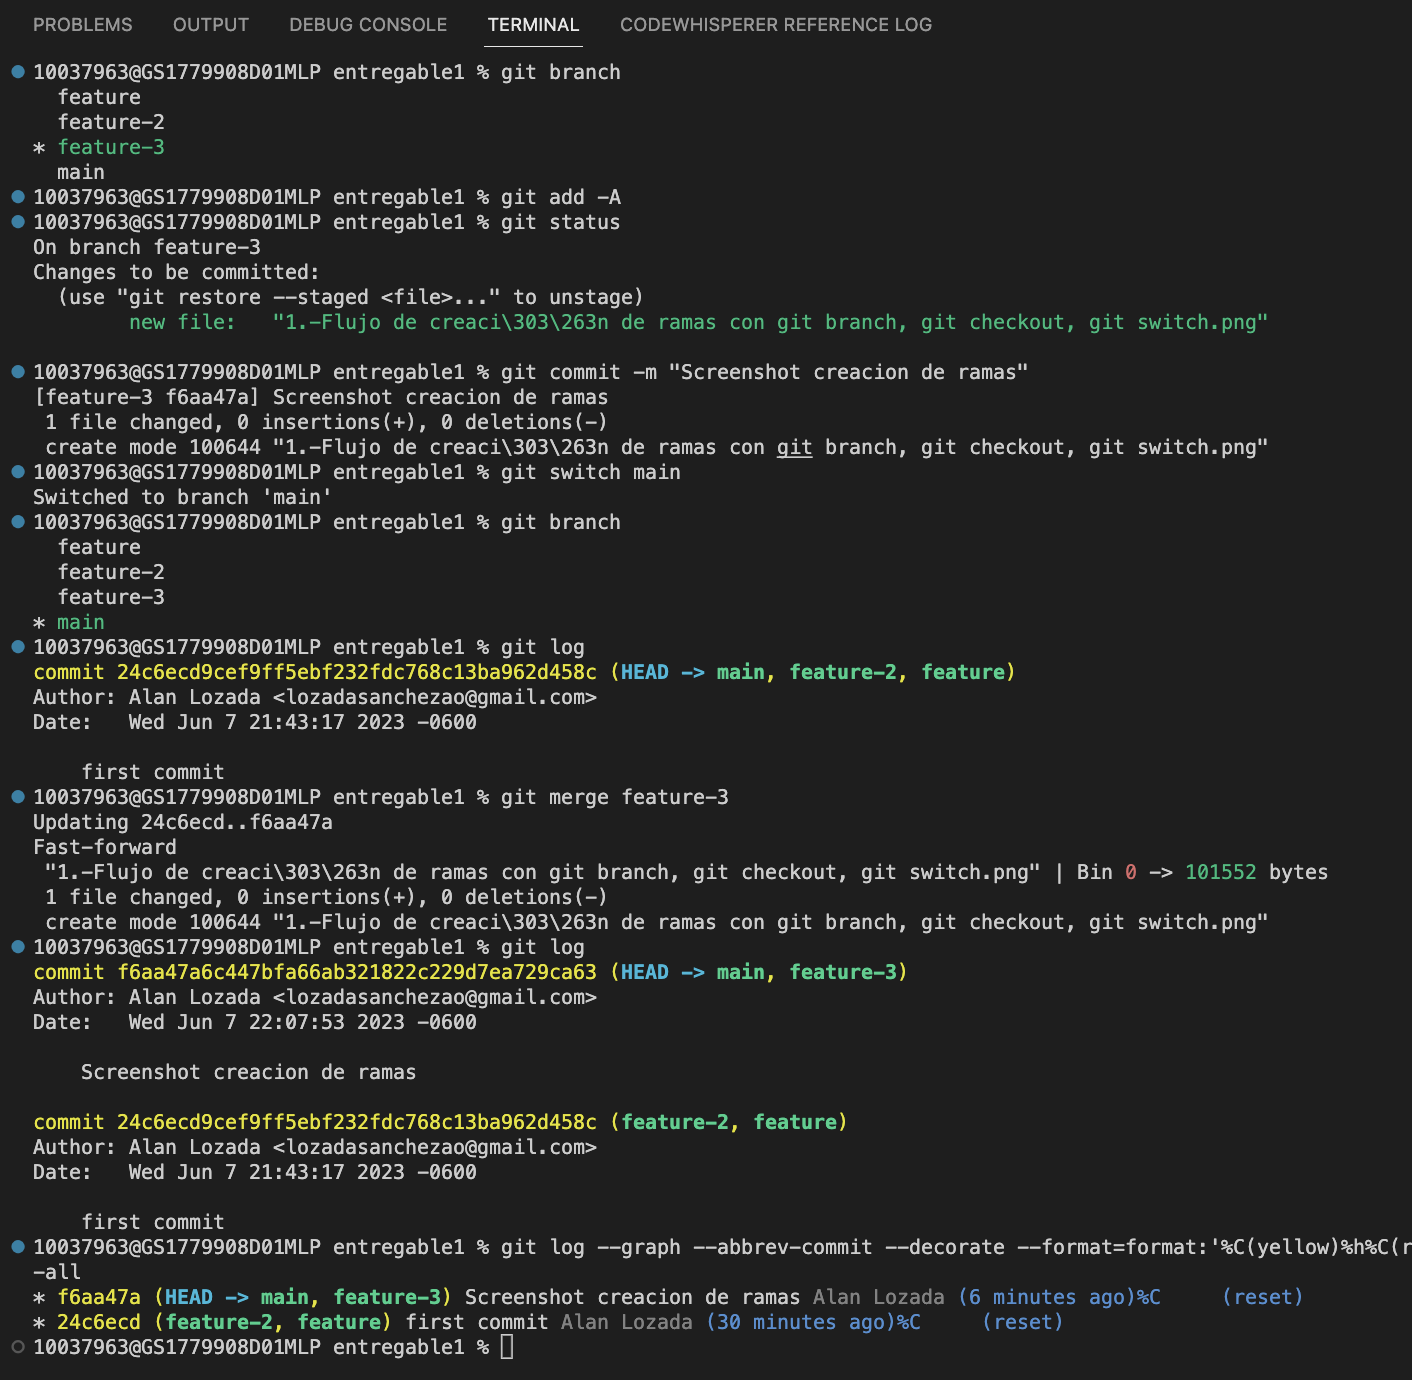 PROBLEMS OUTPUT DEBUG CONSOLE TERMINAL CODEWHISPERER REFERENCE LOG
10037963@GS1779908D01MLP entregable1 % git branch
feature
feature-2
* feature-3
main
10037963@GS1779908D01MLP entregable1 % git add -A
10037963@GS1779908D01MLP entregable1 % git status
On branch feature-3
Changes to be committed:
(use "git restore --staged <file>..." to unstage)
new file: "1.-Flujo de creaci\303\263n de ramas con git branch, git checkout, git switch.png"
10037963@GS1779908D01MLP entregable1 % git commit -m "Screenshot creacion de ramas"
[feature-3 f6aa47a] Screenshot creacion de ramas
1 file changed, 0 insertions(+), 0 deletions(-)
create mode 100644 "1.-Flujo de creaci\303\263n de ramas con git branch, git checkout, git switch.png"
10037963@GS1779908D01MLP entregable1 % git switch main
Switched to branch 'main'
10037963@GS1779908D01MLP entregable1 % git branch
feature
feature-2
feature-3
* main
10037963@GS1779908D01MLP entregable1 % git log
commit 24c6ecd9cef9ff5ebf232fdc768c13ba962d458c (HEAD -> main, feature-2, feature)
Author: Alan Lozada <lozadasanchezao@gmail.com>
Date: Wed Jun 7 21:43:17 2023 -0600
first commit
10037963@GS1779908D01MLP entregable1 % git merge feature-3
Updating 24c6ecd..f6aa47a
Fast-forward
"1.-Flujo de creaci\303\263n de ramas con git branch, git checkout, git switch.png" | Bin 0 -> 101552 bytes
1 file changed, 0 insertions(+), 0 deletions(-)
create mode 100644 "1.-Flujo de creaci\303\263n de ramas con git branch, git checkout, git switch.png"
10037963@GS1779908D01MLP entregable1 % git log
commit f6aa47a6c447bfa66ab321822c229d7ea729ca63 (HEAD -> main, feature-3)
Author: Alan Lozada <lozadasanchezao@gmail.com>
Date: Wed Jun 7 22:07:53 2023 -0600
Screenshot creacion de ramas
commit 24c6ecd9cef9ff5ebf232fdc768c13ba962d458c (feature-2, feature)
Author: Alan Lozada <lozadasanchezao@gmail.com>
Date: Wed Jun 7 21:43:17 2023 -0600
first commit
10037963@GS1779908D01MLP entregable1 % git log --graph --abbrev-commit --decorate --format=format:'%C(yellow)%h%C(r
-all
* f6aa47a (HEAD -> main, feature-3) Screenshot creacion de ramas Alan Lozada (6 minutes ago)%C (reset)
* 24c6ecd (feature-2, feature) first commit Alan Lozada (30 minutes ago)%C (reset)
10037963@GS1779908D01MLP entregable1 %